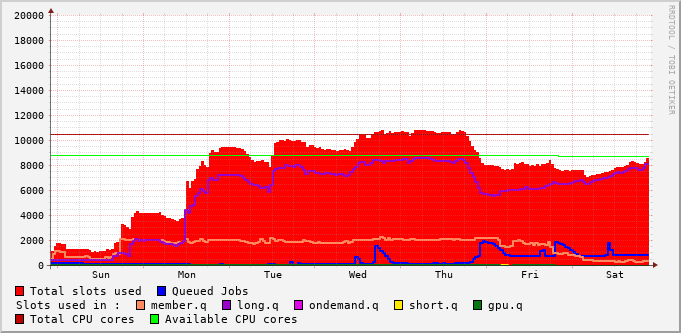 20000
18000
16000
14000
12000
10000
8000
6000
4000
2000
0
Sun Mon Tue Wed Thu Fri Sat
RRDTOOL / TOBI OETIKER
Total slots used Queued Jobs
Slots used in : member.q long.q ondemand.q short.q gpu.q
Total CPU cores Available CPU cores